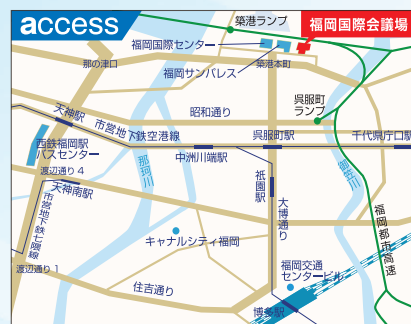 access
築港ランプ
福岡国際会議場
福岡国際センター
那の津口
福岡サンパレス
築港本町
昭和通り
呉服町
ランプ
天神駅
市営地下鉄空港線
呉服町駅
千代県庁口駅
西鉄福岡駅
バスセンター
中洲川端駅
那珂川
御笠川
渡辺通り4
天神南駅
祇園駅
大博通り
市営地下鉄七隈線
福岡都市高速
キャナルシティ福岡
渡辺通り1
福岡交通
センタービル
住吉通り
博多駅